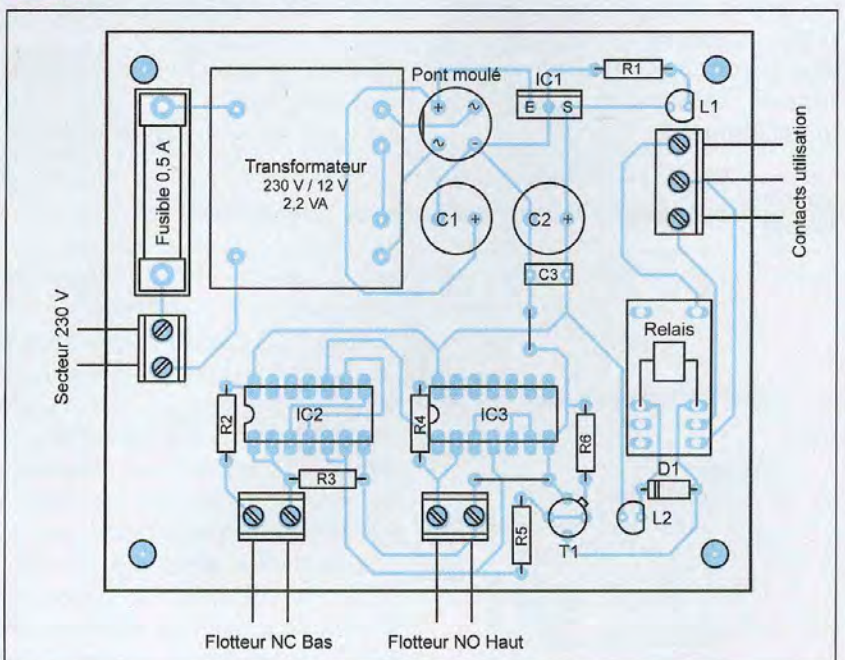 Pont moulé
IC1
R1
+
~
E
S
L1
Fusible 0,5 A
Transformateur
230 V / 12 V
2,2 VA
~
-
C1
+
C2
+
Contacts utilisation
C3
Secteur 230 V
Relais
R2
IC2
R4
IC3
R6
R3
D1
R5
T1
L2
Flotteur NC Bas
Flotteur NO Haut